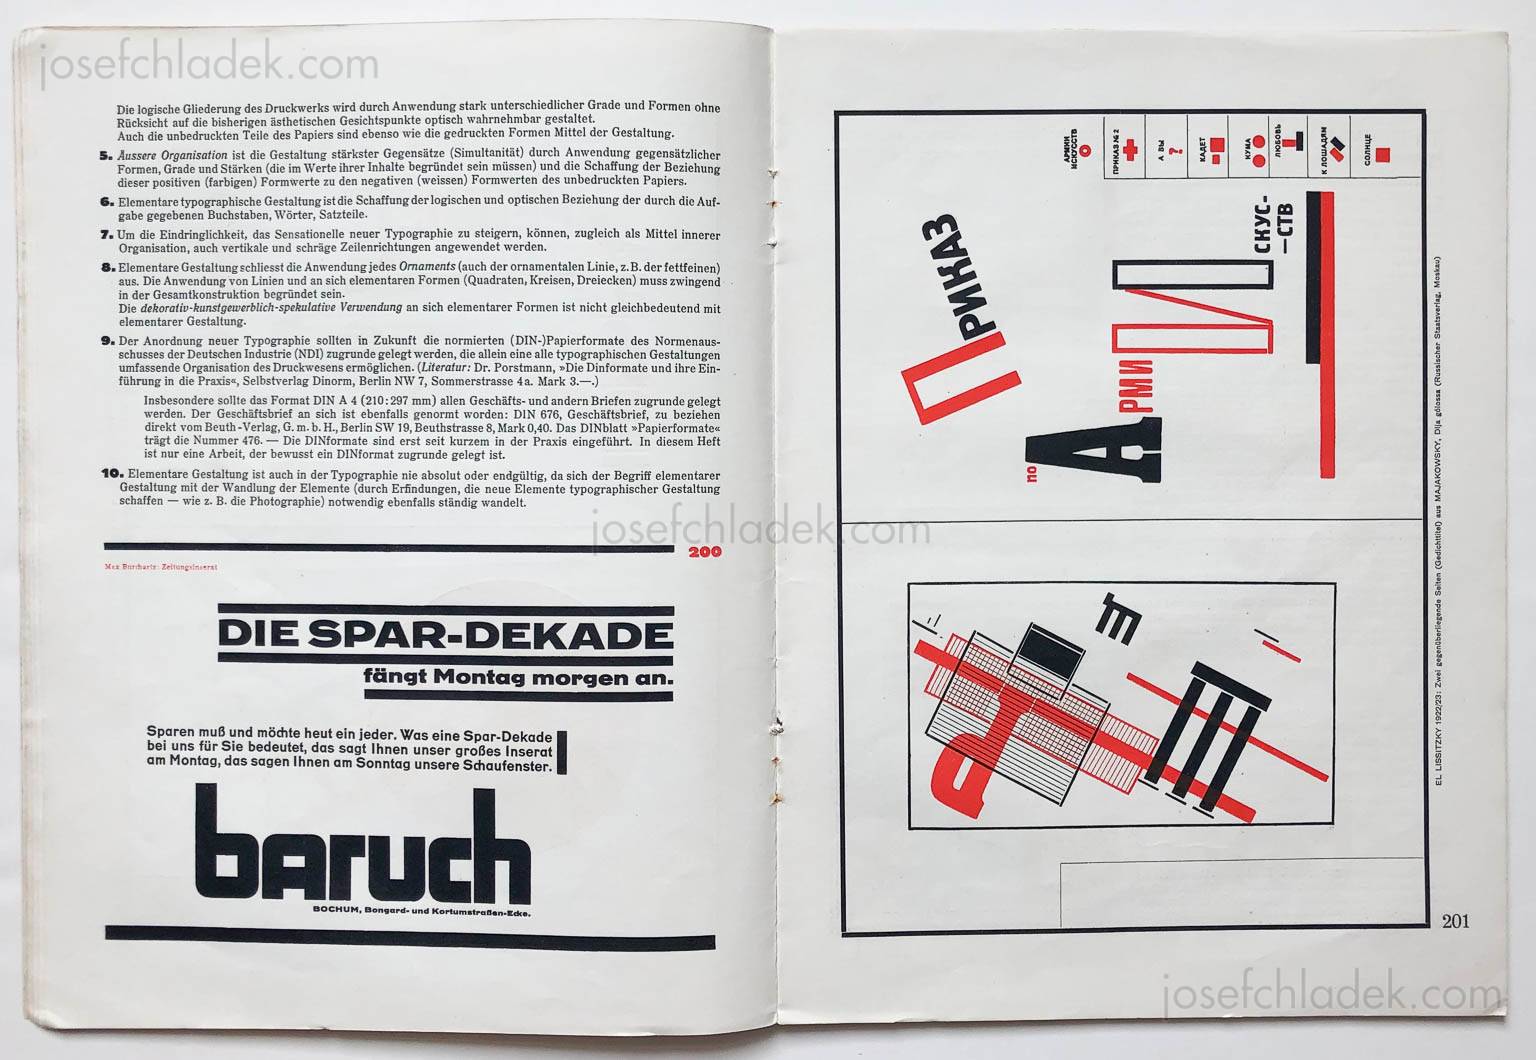 josefchladek.com
Die logische Gliederung des Druckwerks wird durch Anwendung stark unterschiedlicher Grade und Formen ohne
Rücksicht auf die bisherigen ästhetischen Gesichtspunkte optisch wahrnehmbar gestaltet.
Auch die unbedruckten Teile des Papiers sind ebenso wie die gedruckten Formen Mittel der Gestaltung.
5. Äussere Organisation ist die Gestaltung stärkster Gegensätze (Simultanität) durch Anwendung gegensätzlicher
Formen, Grade und Stärken (die im Werte ihrer Inhalte begründet sein müssen) und die Schaffung der Beziehung
dieser positiven (farbigen) Formwerte zu den negativen (weissen) Formwerten des unbedruckten Papiers.
6. Elementare typographische Gestaltung ist die Schaffung der logischen und optischen Beziehung der durch die Auf-
gabe gegebenen Buchstaben, Wörter, Satzteile.
7. Um die Eindringlichkeit, das Sensationelle neuer Typographie zu steigern, können, zugleich als Mittel innerer
Organisation, auch vertikale und schräge Zeilenrichtungen angewendet werden.
8. Elementare Gestaltung schliesst die Anwendung jedes Ornaments (auch der ornamentalen Linie, z. B. der fettfeinen)
aus. Die Anwendung von Linien und an sich elementaren Formen (Quadraten, Kreisen, Dreiecken) muss zwingend
in der Gesamtkonstruktion begründet sein.
Die dekorativ-kunstgewerblich-spekulative Verwendung an sich elementarer Formen ist nicht gleichbedeutend mit
elementarer Gestaltung.
9. Der Anordnung neuer Typographie sollten in Zukunft die normierten (DIN-)Papierformate des Normenaus-
schusses der Deutschen Industrie (NDI) zugrunde gelegt werden, die allein eine alle typographischen Gestaltungen
umfassende Organisation des Druckwesens ermöglichen. (Literatur: Dr. Porstmann, »Die Dinformate und ihre Ein-
führung in die Praxis«, Selbstverlag Dinorm, Berlin NW 7, Sommerstrasse 4a. Mark 3.—.)
Insbesondere sollte das Format DIN A 4 (210:297 mm) allen Geschäfts- und andern Briefen zugrunde gelegt
werden. Der Geschäftsbrief an sich ist ebenfalls genormt worden: DIN 676, Geschäftsbrief, zu beziehen
direkt vom Beuth-Verlag, G. m. b. H., Berlin SW 19, Beuthstrasse 8, Mark 0,40. Das DINblatt »Papierformate«
trägt die Nummer 476. — Die DINformate sind erst seit kurzem in der Praxis eingeführt. In diesem Heft
ist nur eine Arbeit, der bewusst ein DINformat zugrunde gelegt ist.
10. Elementare Gestaltung ist auch in der Typographie nie absolut oder endgültig, da sich der Begriff elementarer
Gestaltung mit der Wandlung der Elemente (durch Erfindungen, die neue Elemente typographischer Gestaltung
schaffen — wie z. B. die Photographie) notwendig ebenfalls ständig wandelt.
200
Max Burchartz: Zeitungsinserat
DIE SPAR-DEKADE
fängt Montag morgen an.
Sparen muß und möchte heut ein jeder. Was eine Spar-Dekade
bei uns für Sie bedeutet, das sagt Ihnen unser großes Inserat
am Montag, das sagen Ihnen am Sonntag unsere Schaufenster.
baruch
BOCHUM, Bongard- und Kortumstraßen-Ecke.
josefchladek.com
ПРИКАЗ
ПО
АРМИИ
СКУС-
—СТВ
АРМИИ
ИСКУССТВ
ПРИКАЗ № 2
А ВЫ
?
КАДЕТ
КУМА
ЛЮБОВЬ
К ЛОШАДЯМ
СОЛНЦЕ
EL LISSITZKY 1922/23: Zwei gegenüberliegende Seiten (Gedichttitel) aus MAJAKOWSKY, Dlja gólossa (Russischer Staatsverlag, Moskau)
201
josefchladek.com